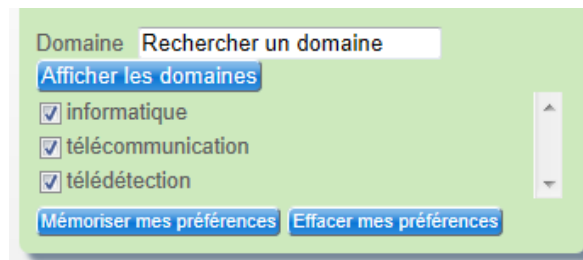 Domaine Rechercher un domaine
Afficher les domaines
informatique
télécommunication
télédétection
Mémoriser mes préférences Effacer mes préférences